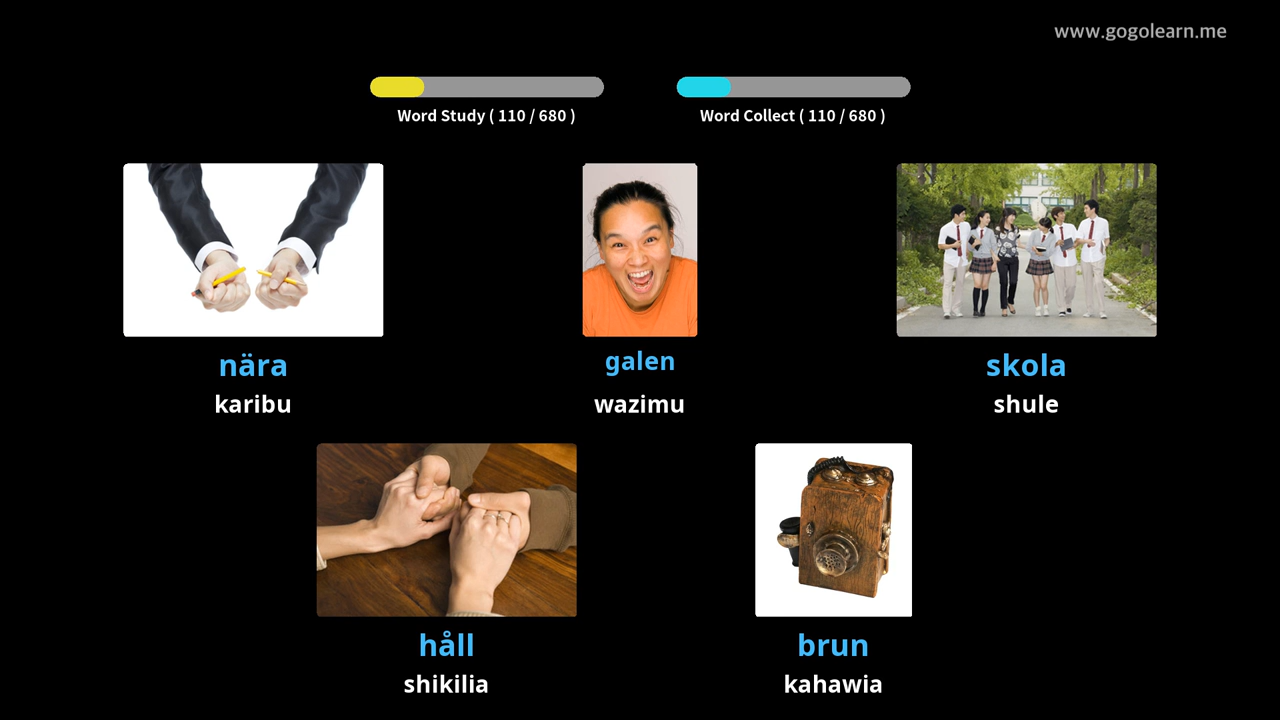 www.gogolearn.me
Word Study ( 110 / 680 )
Word Collect ( 110 / 680 )
nära
karibu
galen
wazimu
skola
shule
håll
shikilia
brun
kahawia